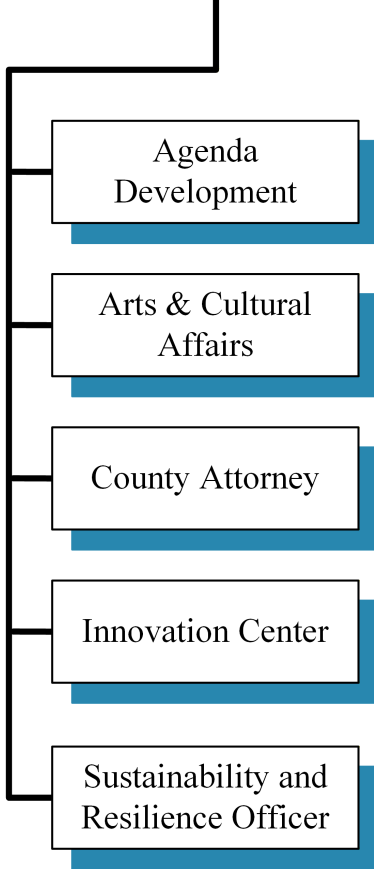 Agenda
Development
Arts & Cultural
Affairs
County Attorney
Innovation Center
Sustainability and
Resilience Officer